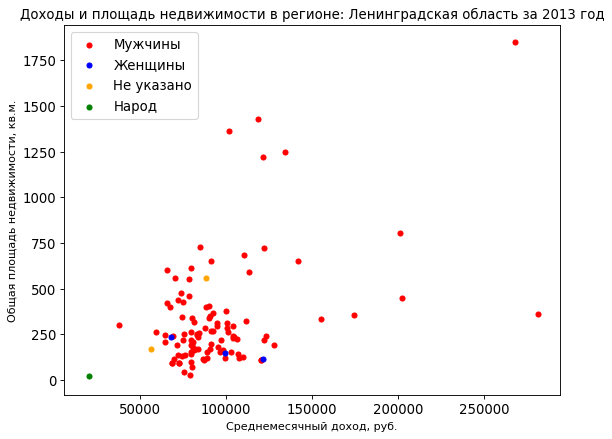 Доходы и площадь недвижимости в регионе: Ленинградская область за 2013 год
Мужчины
Женщины
Не указано
Народ
Общая площадь недвижимости, кв.м.
1750
1500
1250
1000
750
500
250
0
50000 100000 150000 200000 250000
Среднемесячный доход, руб.